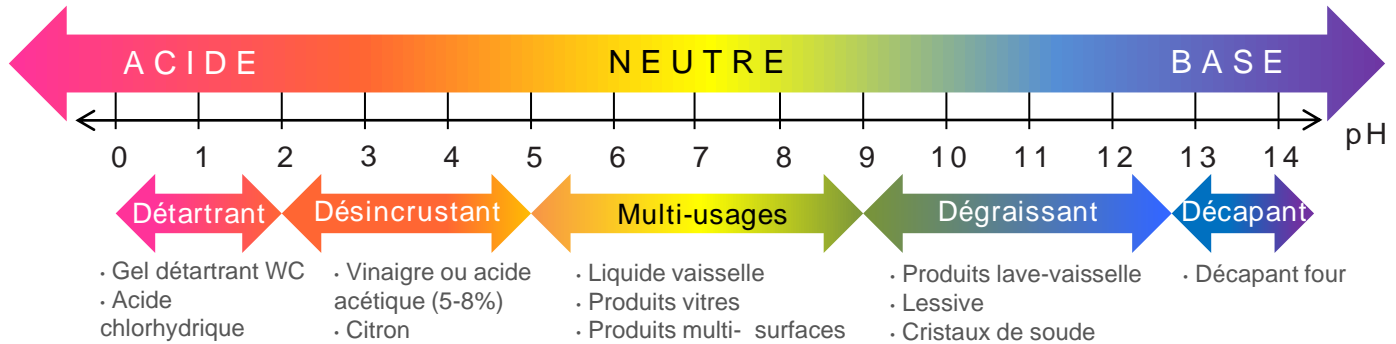 ACIDE NEUTRE BASE
pH
0 1 2 3 4 5 6 7 8 9 10 11 12 13 14
Détartrant Désincrustant Multi-usages Dégraissant Décapant
· Gel détartrant WC
· Acide
chlorhydrique
· Vinaigre ou acide
acétique (5-8%)
· Citron
· Liquide vaisselle
· Produits vitres
· Produits multi- surfaces
· Produits lave-vaisselle
· Lessive
· Cristaux de soude
· Décapant four